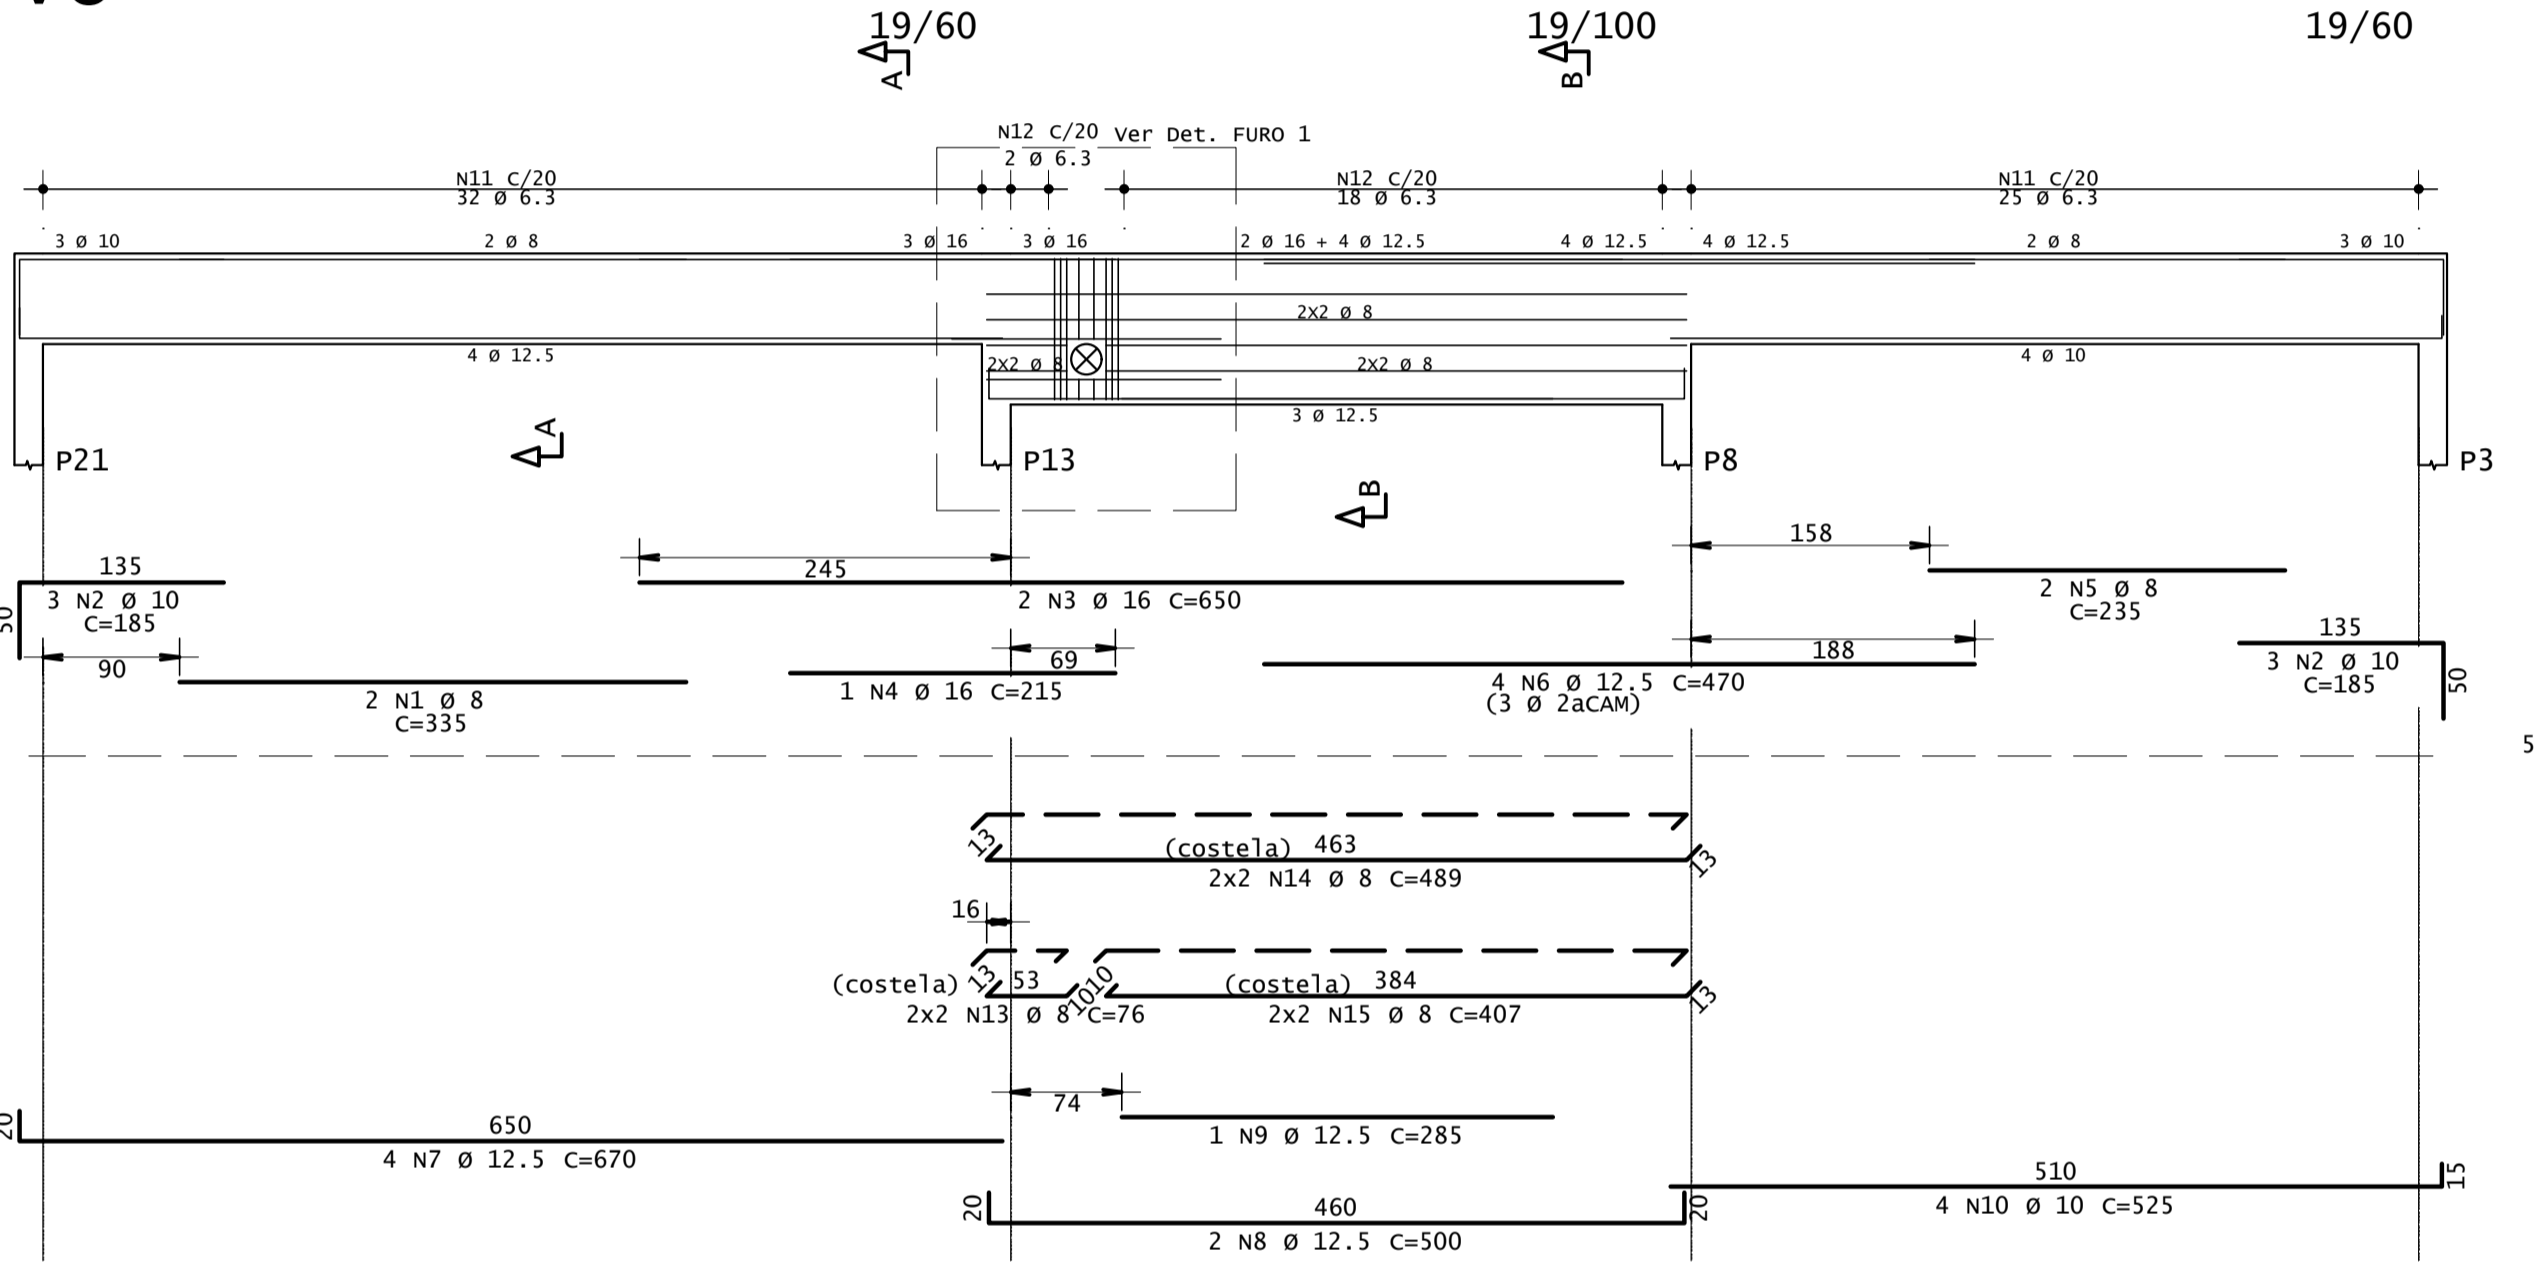 19/60 19/100 19/60
A B
N12 C/20 Ver Det. FURO 1
2 Ø 6.3
N11 C/20 N12 C/20 N11 C/20
32 Ø 6.3 18 Ø 6.3 25 Ø 6.3
3 Ø 10 2 Ø 8 3 Ø 16 3 Ø 16 2 Ø 16 + 4 Ø 12.5 4 Ø 12.5 4 Ø 12.5 2 Ø 8 3 Ø 10
2X2 Ø 8
4 Ø 12.5 2X2 Ø 8 2X2 Ø 8 4 Ø 10
3 Ø 12.5
A
P21 P13 P8 P3
B
158
135 245
2 N5 Ø 8
C=235
50 3 N2 Ø 10
C=185
2 N3 Ø 16 C=650
135
90 69 188
3 N2 Ø 10
C=185 50
1 N4 Ø 16 C=215
4 N6 Ø 12.5 C=470
(3 Ø 2aCAM)
2 N1 Ø 8
C=335
5
13 (costela) 463 13
2x2 N14 Ø 8 C=489
16
(costela) 13 53 10 10 (costela) 384 13
2x2 N13 Ø 8 C=76 2x2 N15 Ø 8 C=407
74
20 650
1 N9 Ø 12.5 C=285
4 N7 Ø 12.5 C=670
510 15
20 460 20
4 N10 Ø 10 C=525
2 N8 Ø 12.5 C=500